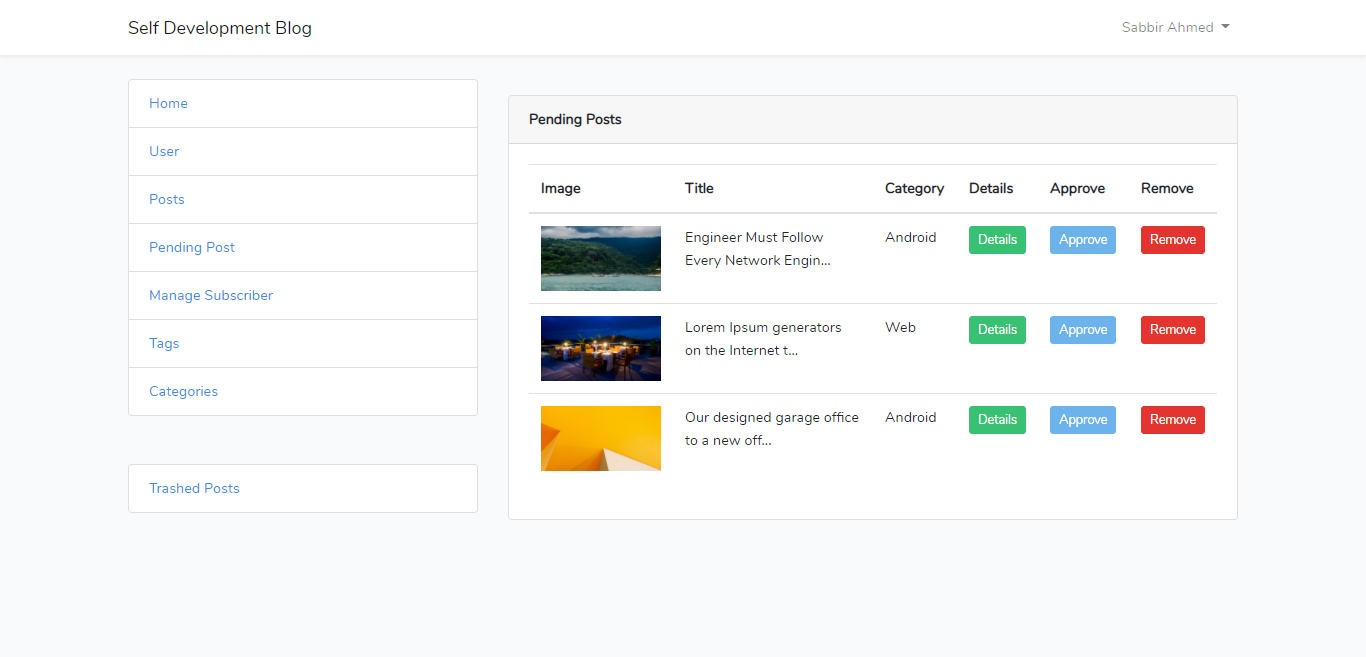 Self Development Blog
Sabbir Ahmed
Home
User
Posts
Pending Post
Manage Subscriber
Tags
Categories
Trashed Posts
Pending Posts
Image Title Category Details Approve Remove
Engineer Must Follow Android Details Approve Remove
Every Network Engin...
Lorem Ipsum generators Web Details Approve Remove
on the Internet t...
Our designed garage office Android Details Approve Remove
to a new off...